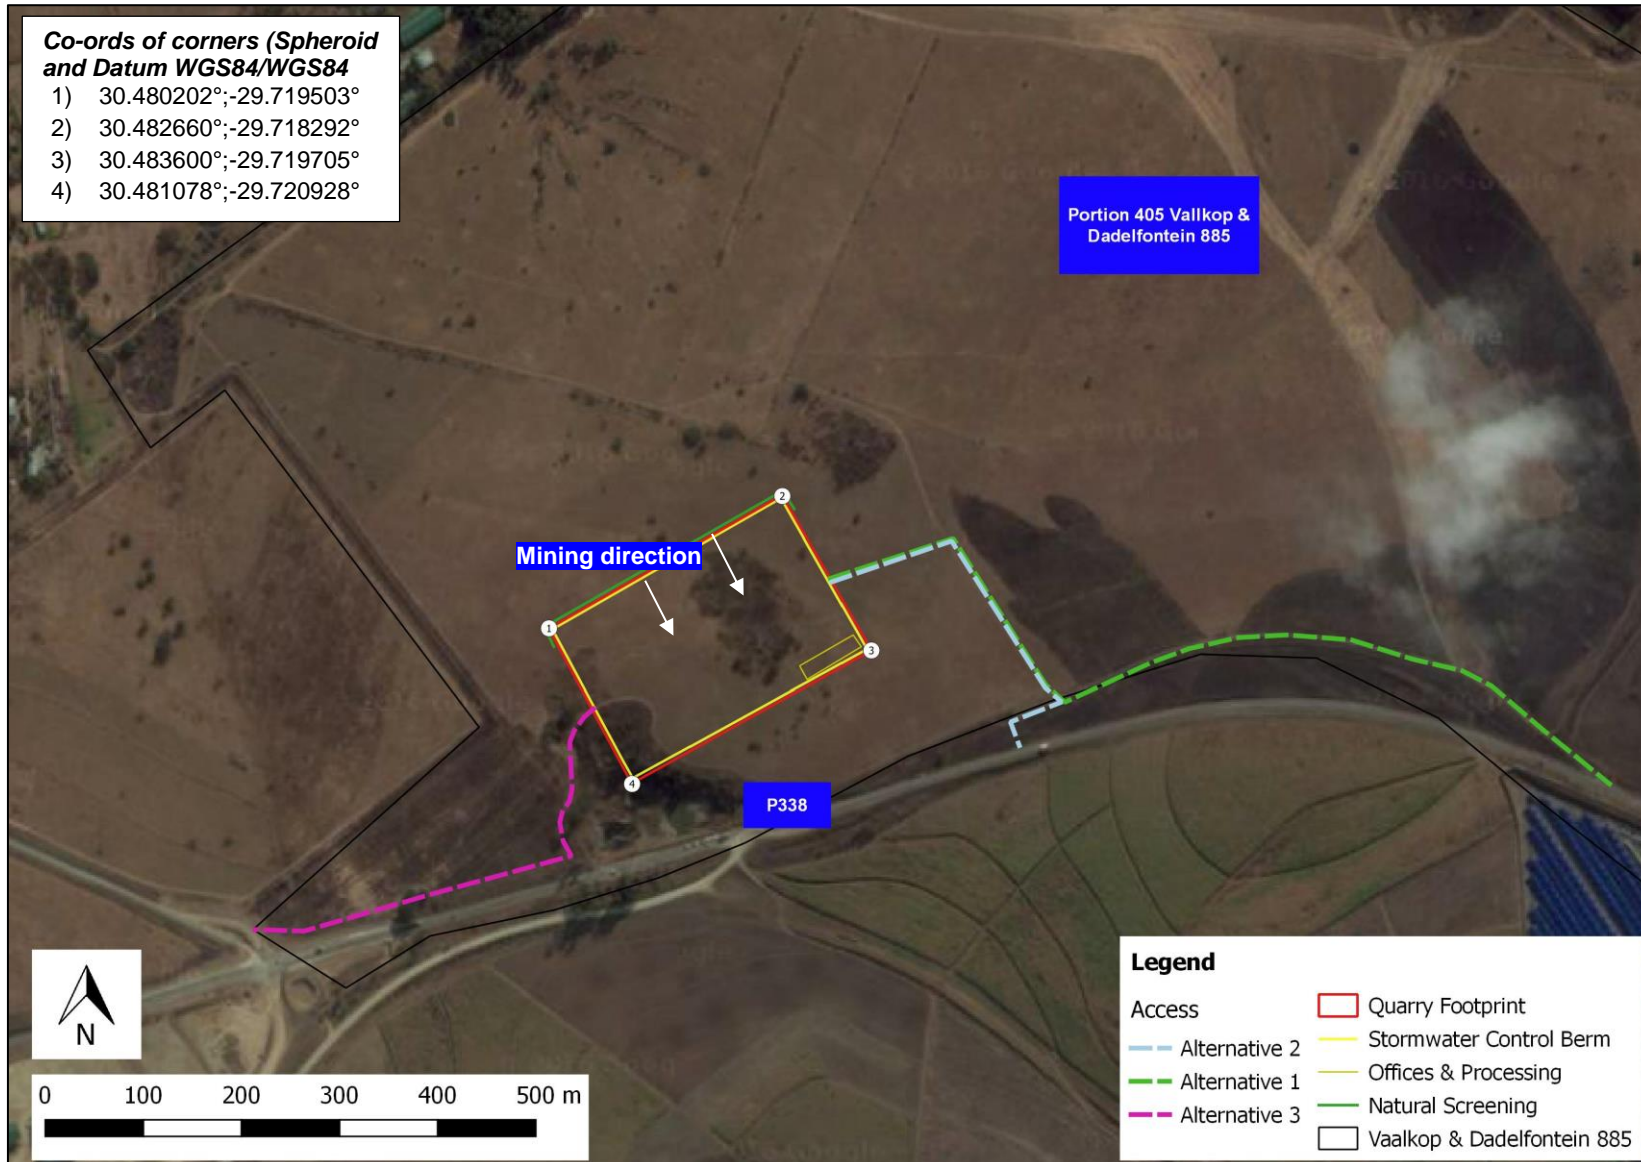 Co-ords of corners (Spheroid
and Datum WGS84/WGS84
1) 30.480202°;-29.719503°
2) 30.482660°;-29.718292°
3) 30.483600°;-29.719705°
4) 30.481078°;-29.720928°
Portion 405 Vallkop &
Dadelfontein 885
2
Mining direction
1
3
4
P338
N
0 100 200 300 400 500 m
Legend
Access
Alternative 2
Alternative 1
Alternative 3
Quarry Footprint
Stormwater Control Berm
Offices & Processing
Natural Screening
Vaalkop & Dadelfontein 885